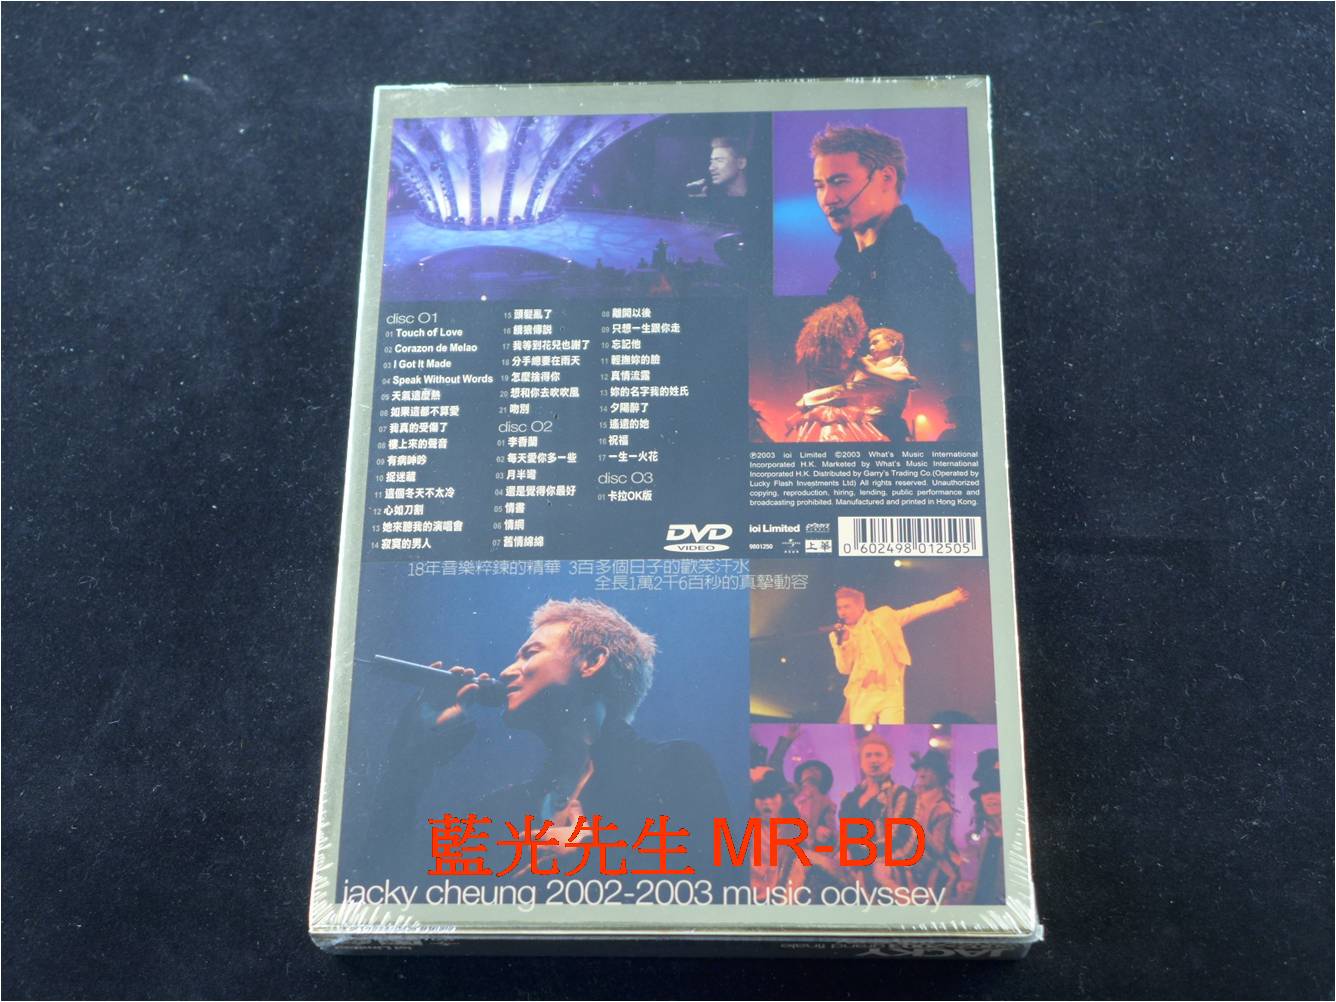 disc 01
01 Touch of Love
02 Corazon de Melao
03 I Got It Made
04 Speak Without Words
05 天氣這麼熱
06 如果這都不算愛
07 我真的受傷了
08 樓上來的聲音
09 有病呻吟
10 捉迷藏
11 這個冬天不太冷
12 心如刀割
13 她來聽我的演唱會
14 寂寞的男人
15 頭髮亂了
16 餓狼傳說
17 我等到花兒也謝了
18 分手總要在雨天
19 怎麼捨得你
20 想和你去吹吹風
21 吻別
disc 02
01 李香蘭
02 每天愛你多一些
03 月半彎
04 還是覺得你最好
05 情書
06 情網
07 舊情綿綿
08 離開以後
09 只想一生跟你走
10 忘記他
11 輕撫妳的臉
12 真情流露
13 妳的名字我的姓氏
14 夕陽醉了
15 遙遠的她
16 祝福
17 一生一火花
disc 03
01 卡拉OK版
℗2003 ioi Limited ©2003 What's Music International
Incorporated H.K. Marketed by What's Music International
Incorporated H.K. Distributed by Garry's Trading Co.(Operated by
Lucky Flash Investments Ltd) All rights reserved. Unauthorized
copying, reproduction, hiring, lending, public performance and
broadcasting prohibited. Manufactured and printed in Hong Kong.
DVD
VIDEO
ioi Limited
9801250
上華
0 602498 012505
18年音樂粹鍊的精華 3百多個日子的歡笑汗水
全長1萬2千6百秒的真摯動容
藍光先生 MR-BD
jacky cheung 2002-2003 music odyssey
JACKY
grand finale